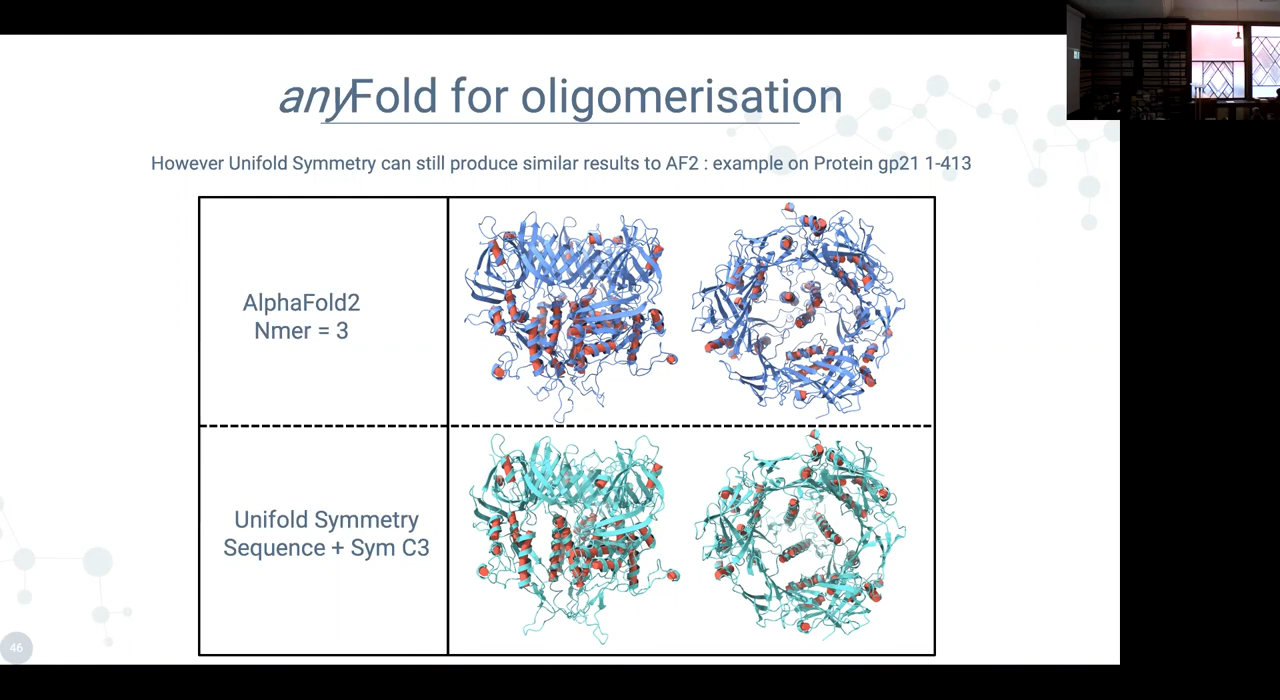 anyFold for oligomerisation
However Unifold Symmetry can still produce similar results to AF2 : example on Protein gp21 1-413
AlphaFold2
Nmer = 3
Unifold Symmetry
Sequence + Sym C3
46